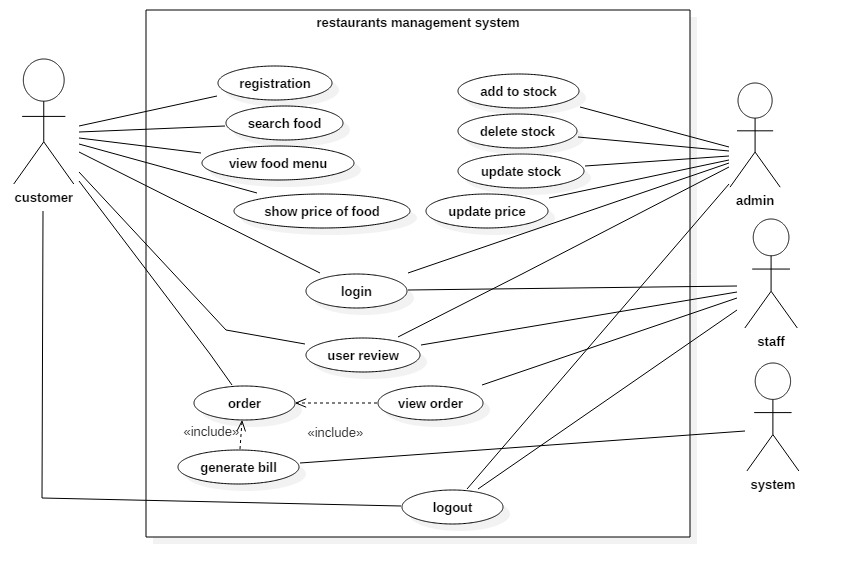 restaurants management system
registration
search food
view food menu
show price of food
add to stock
delete stock
update stock
update price
customer
admin
login
user review
staff
order
view order
«include»
«include»
generate bill
system
logout